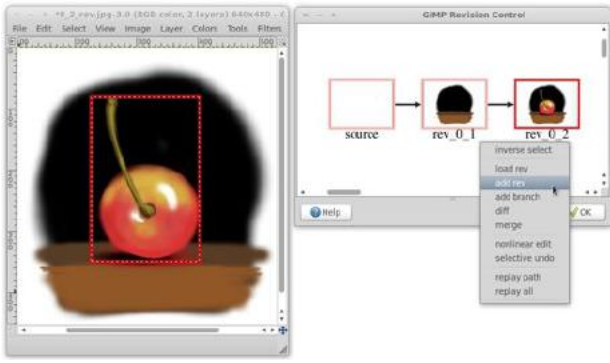 *f_2_rev.jpg-3.0 (RGB color, 2 layers) 640x480 – G
File Edit Select View Image Layer Colors Tools Filters
GIMP Revision Control
source
rev_0_1
rev_0_2
inverse select
load rev
add rev
add branch
diff
merge
nonlinear edit
selective undo
replay path
replay all
Help
OK